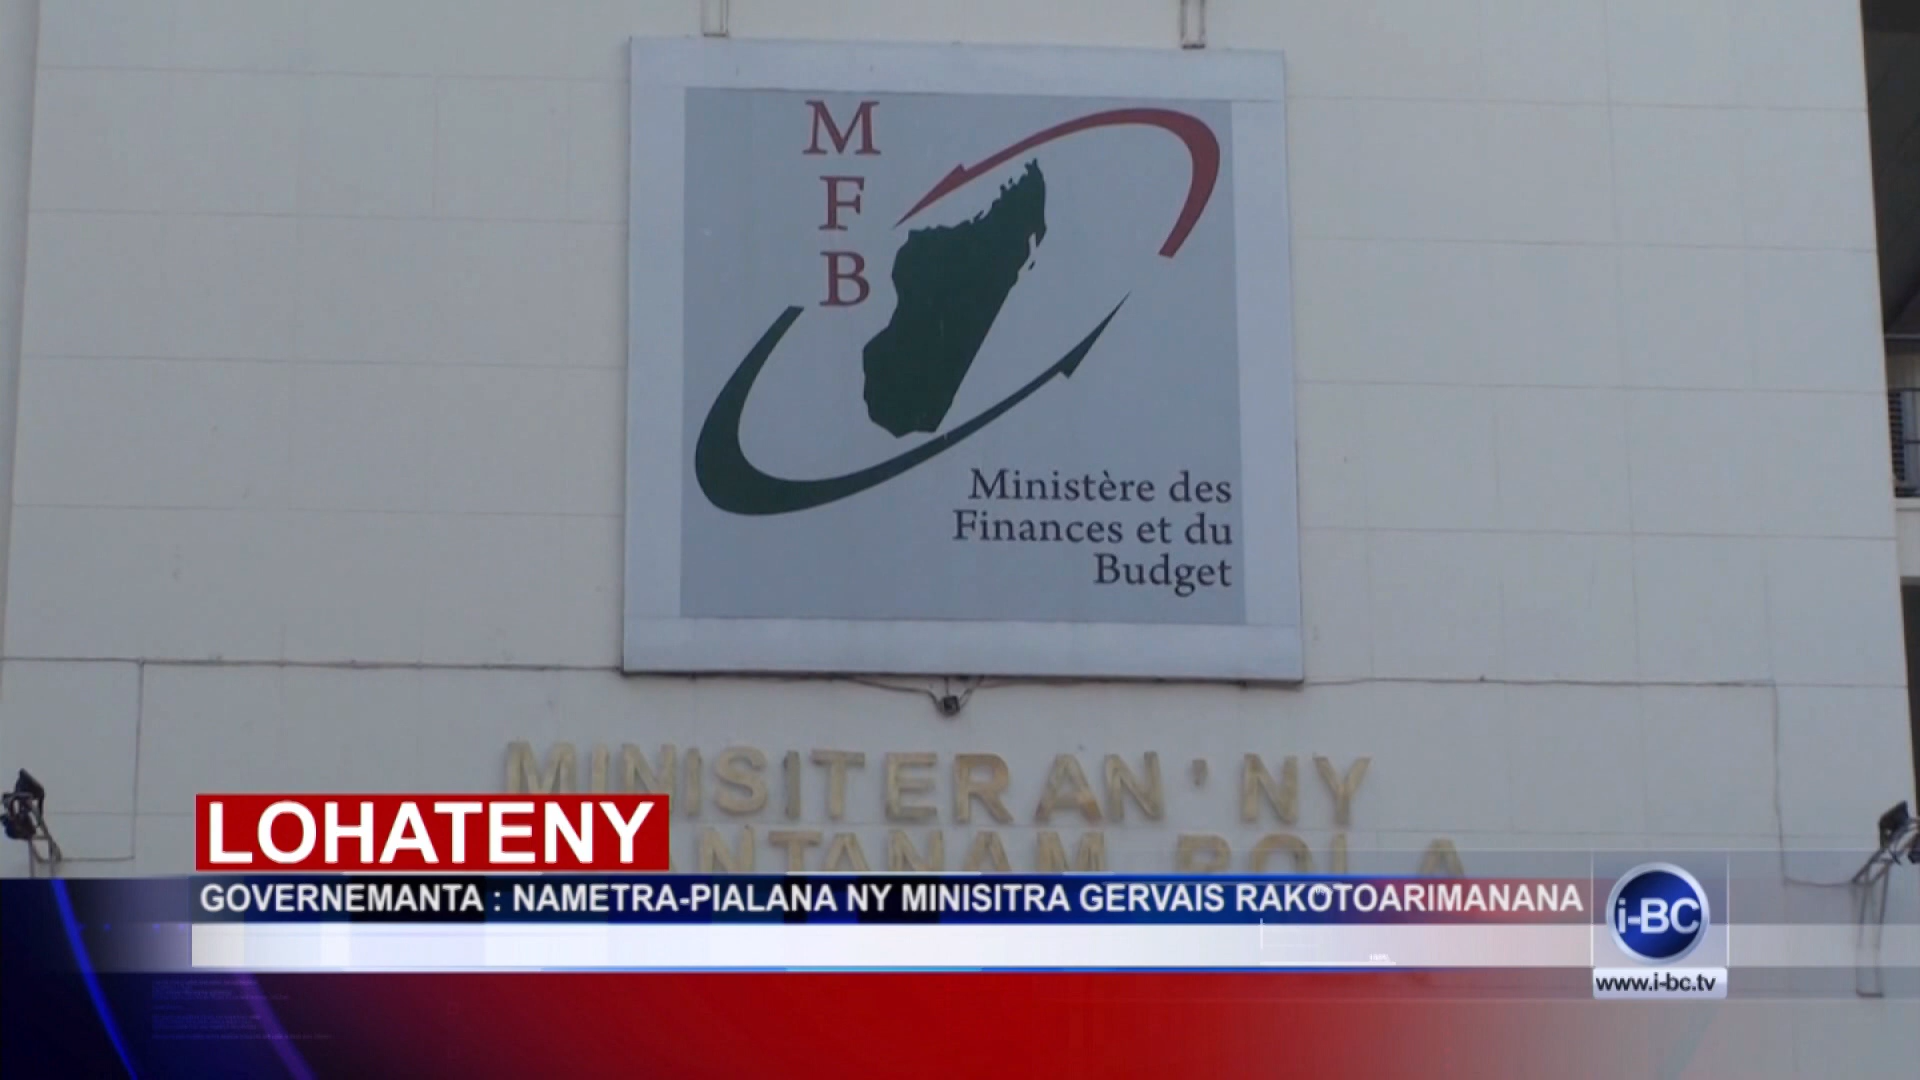 M
F
B
Ministère des
Finances et du
Budget
MINISITERAN'NY
LOHATENY
GOVERNEMANTA : NAMETRA-PIALANA NY MINISITRA GERVAIS RAKOTOARIMANANA
i-BC
www.i-bc.tv